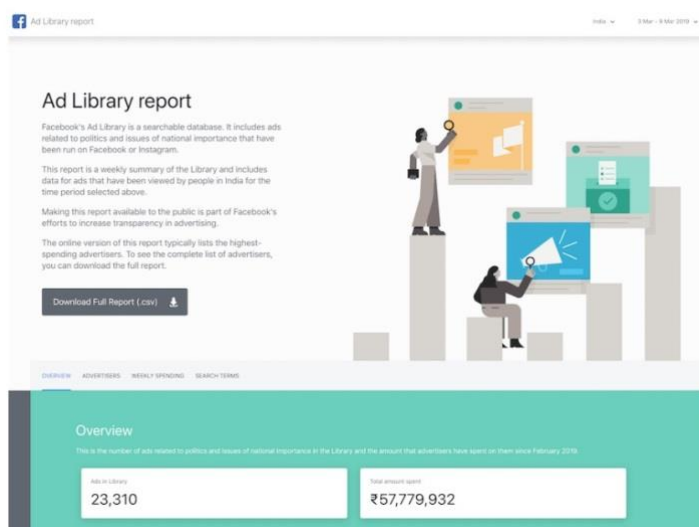 Ad Library report
India
3 Mar - 9 Mar 2019
Ad Library report
Facebook's Ad Library is a searchable database. It includes ads
related to politics and issues of national importance that have
been run on Facebook or Instagram.
This report is a weekly summary of the Library and includes
data for ads that have been viewed by people in India for the
time period selected above.
Making this report available to the public is part of Facebook's
efforts to increase transparency in advertising.
The online version of this report typically lists the highest-
spending advertisers. To see the complete list of advertisers,
you can download the full report.
Download Full Report (.csv)
OVERVIEW ADVERTISERS WEEKLY SPENDING SEARCH TERMS
Overview
This is the number of ads related to politics and issues of national importance in the Library and the amount that advertisers have spent on them since February 2019
Ads in Library
23,310
Total amount spent
₹57,779,932